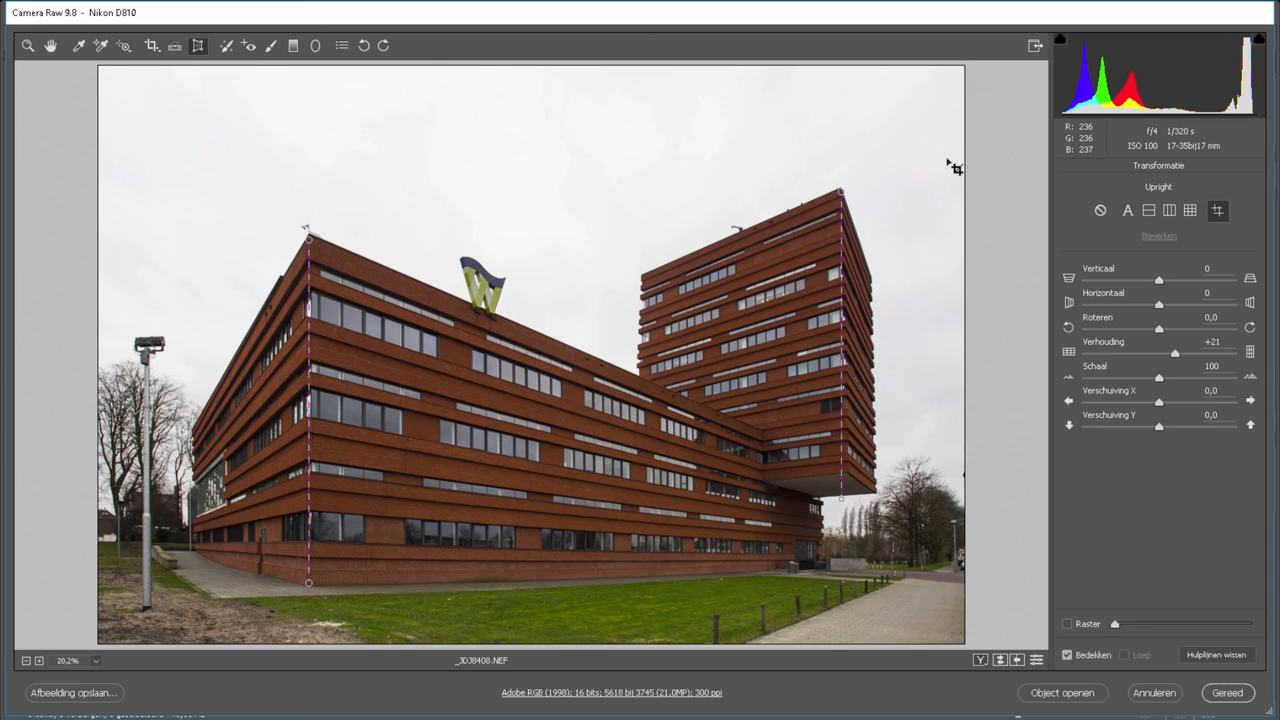 Camera Raw 9.8 - Nikon D810
R: 236
G: 236
B: 237
f/4 1/320 s
ISO 100 17-35bij17 mm
Transformatie
Upright
A
Bijwerken
Verticaal 0
Horizontaal 0
Roteren 0,0
Verhouding +21
Schaal 100
Verschuiving X 0,0
Verschuiving Y 0,0
W
Raster
Bedekken Loep Hulplijnen wissen
20,2% _JDJ8408.NEF Y
Afbeelding opslaan... Adobe RGB (1998); 16 bits; 5618 bij 3745 (21.0MP); 300 ppi Object openen Annuleren Gereed